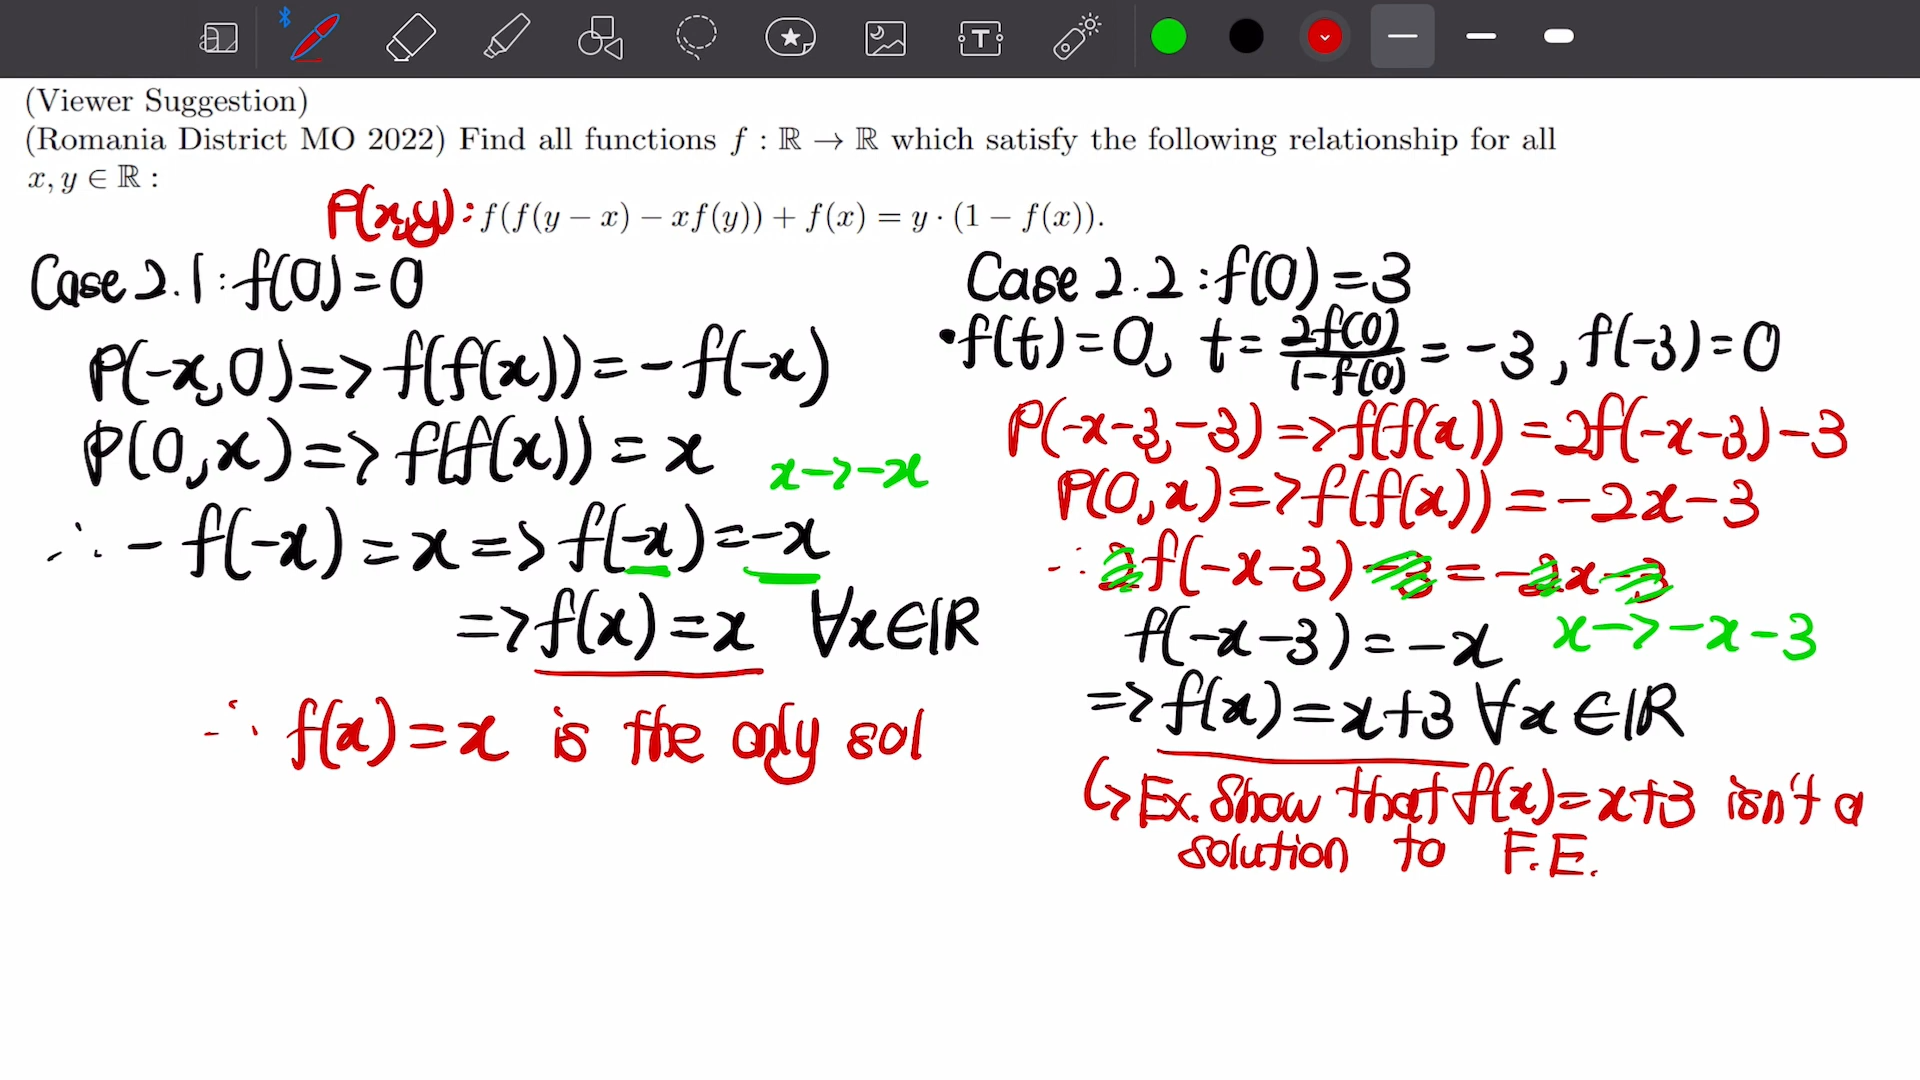 (Viewer Suggestion)
(Romania District MO 2022) Find all functions f : ℝ → ℝ which satisfy the following relationship for all
x, y ∈ ℝ :
P(x,y): f(f(y − x) − xf(y)) + f(x) = y · (1 − f(x)).
Case 2.1: f(0)=0
P(-x,0)=> f(f(x))=-f(-x)
P(0,x)=> f(f(x))=x
x->-x
∴ -f(-x)=x => f(-x)=-x
=> f(x)=x ∀x∈ℝ
∴ f(x)=x is the only sol
Case 2.2: f(0)=3
•f(t)=0, t= 2f(0)/1-f(0) = -3, f(-3)=0
P(-x-3,-3)=>f(f(x))=2f(-x-3)-3
P(0,x)=>f(f(x))=-2x-3
∴ 2f(-x-3)-3=-2x-3
f(-x-3)=-x x->-x-3
=> f(x)=x+3 ∀x∈ℝ
↳ Ex. Show that f(x)=x+3 isn't a
solution to F.E.
T